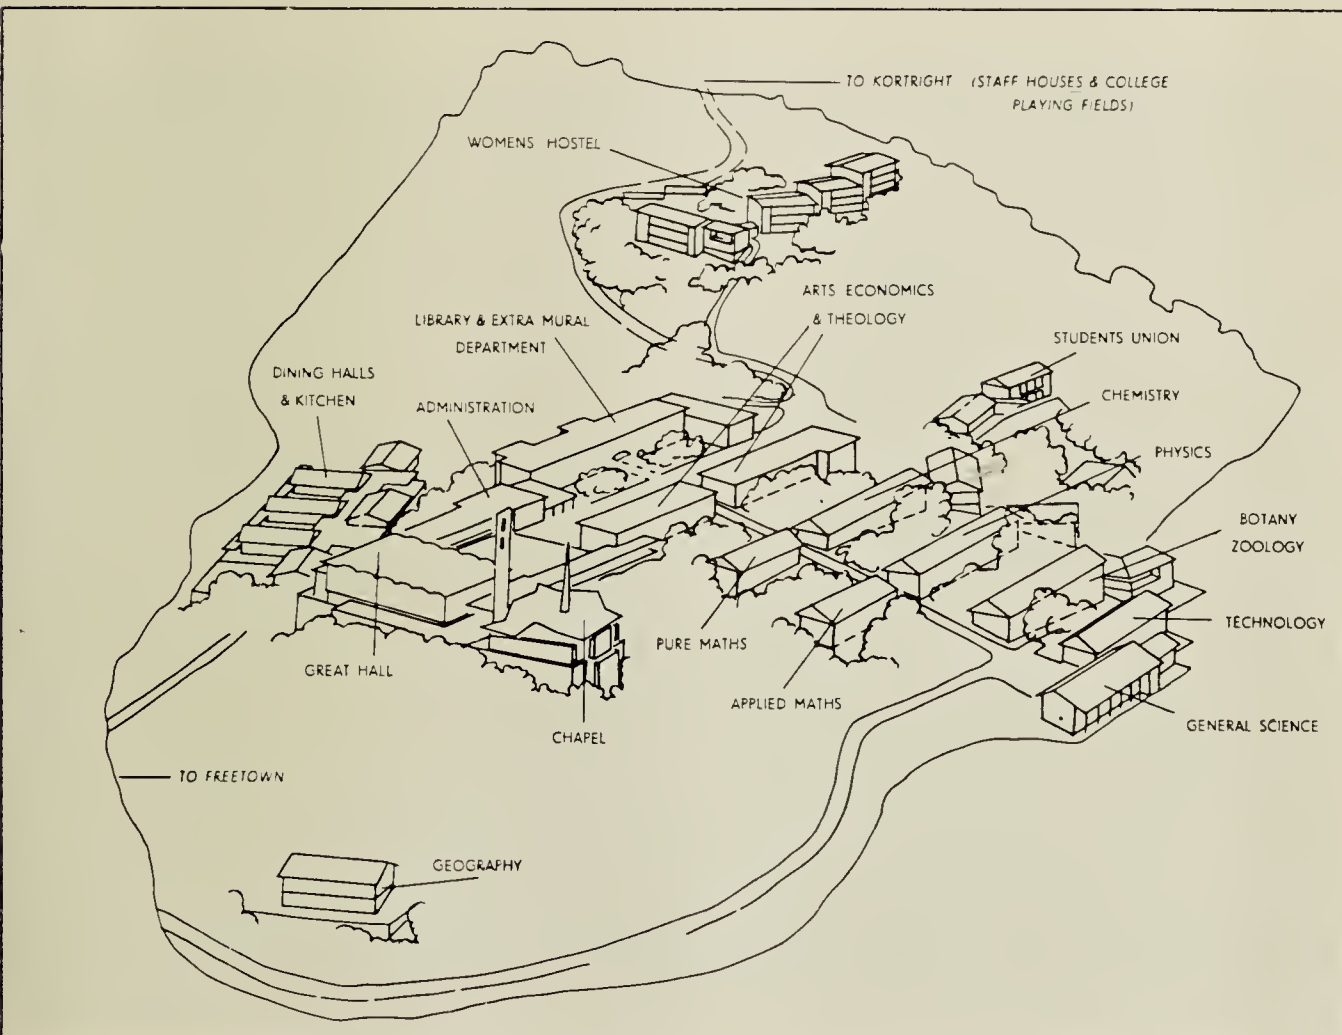 TO KORTRIGHT (STAFF HOUSES & COLLEGE
PLAYING FIELDS)
WOMENS HOSTEL
ARTS ECONOMICS
& THEOLOGY
LIBRARY & EXTRA MURAL
DEPARTMENT
STUDENTS UNION
DINING HALLS
& KITCHEN
ADMINISTRATION
CHEMISTRY
PHYSICS
BOTANY
ZOOLOGY
TECHNOLOGY
PURE MATHS
GREAT HALL
APPLIED MATHS
GENERAL SCIENCE
CHAPEL
TO FREETOWN
GEOGRAPHY